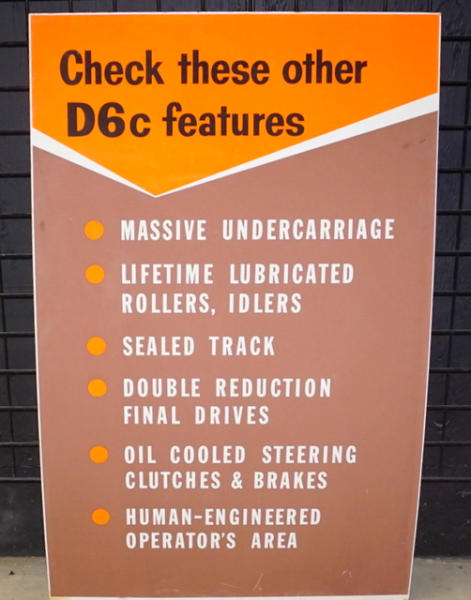 Check these other
D6c features
MASSIVE UNDERCARRIAGE
LIFETIME LUBRICATED
ROLLERS, IDLERS
SEALED TRACK
DOUBLE REDUCTION
FINAL DRIVES
OIL COOLED STEERING
CLUTCHES & BRAKES
HUMAN-ENGINEERED
OPERATOR'S AREA